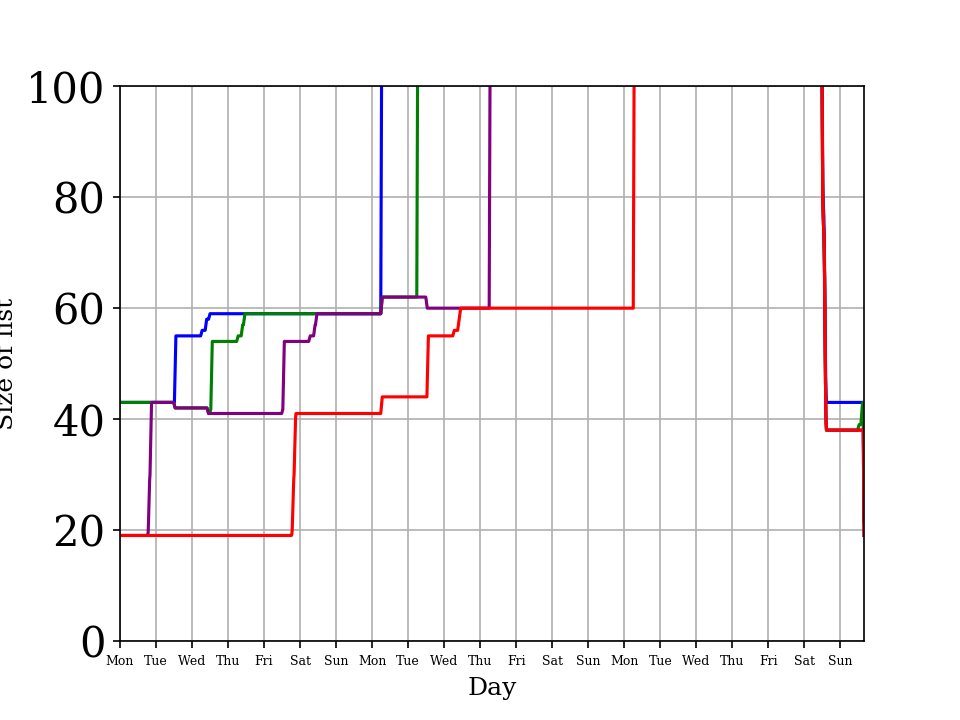 100
80
60
40
20
0
Size of list
Mon Tue Wed Thu Fri Sat Sun Mon Tue Wed Thu Fri Sat Sun Mon Tue Wed Thu Fri Sat Sun
Day